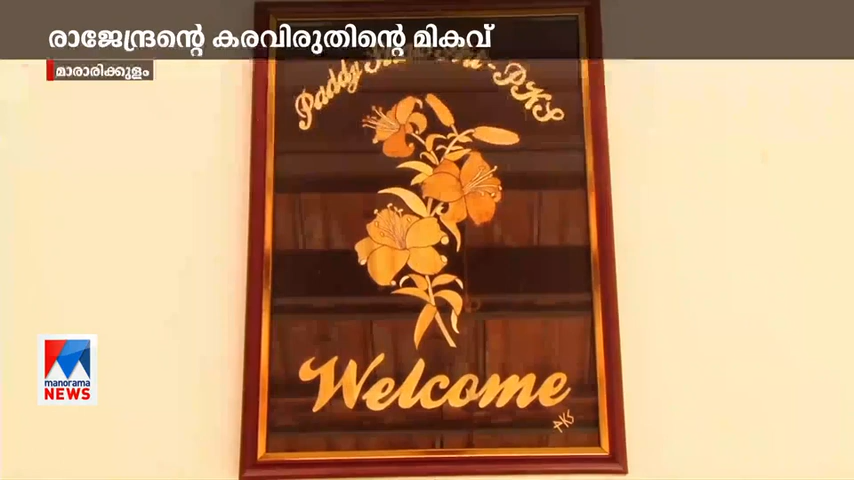 രാജേന്ദ്രന്റെ കരവിരുതിന്റെ മികവ്
മാരാരിക്കുളം
Paddy - PKS
Welcome
PKS
manorama
NEWS